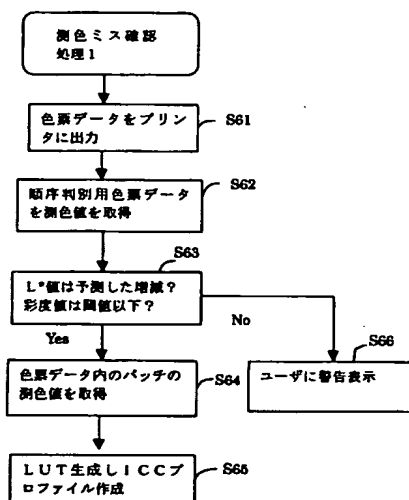 測色ミス確認
処理1
色票データをプリン
タに出力
S61
順序判別用色票データ
を測色値を取得
S62
S63
L*値は予測した増減?
彩度値は閾値以下?
Yes
No
色票データ内のパッチの
測色値を取得
S64
S66
ユーザに警告表示
LUT生成しICCプ
ロファイル作成
S65